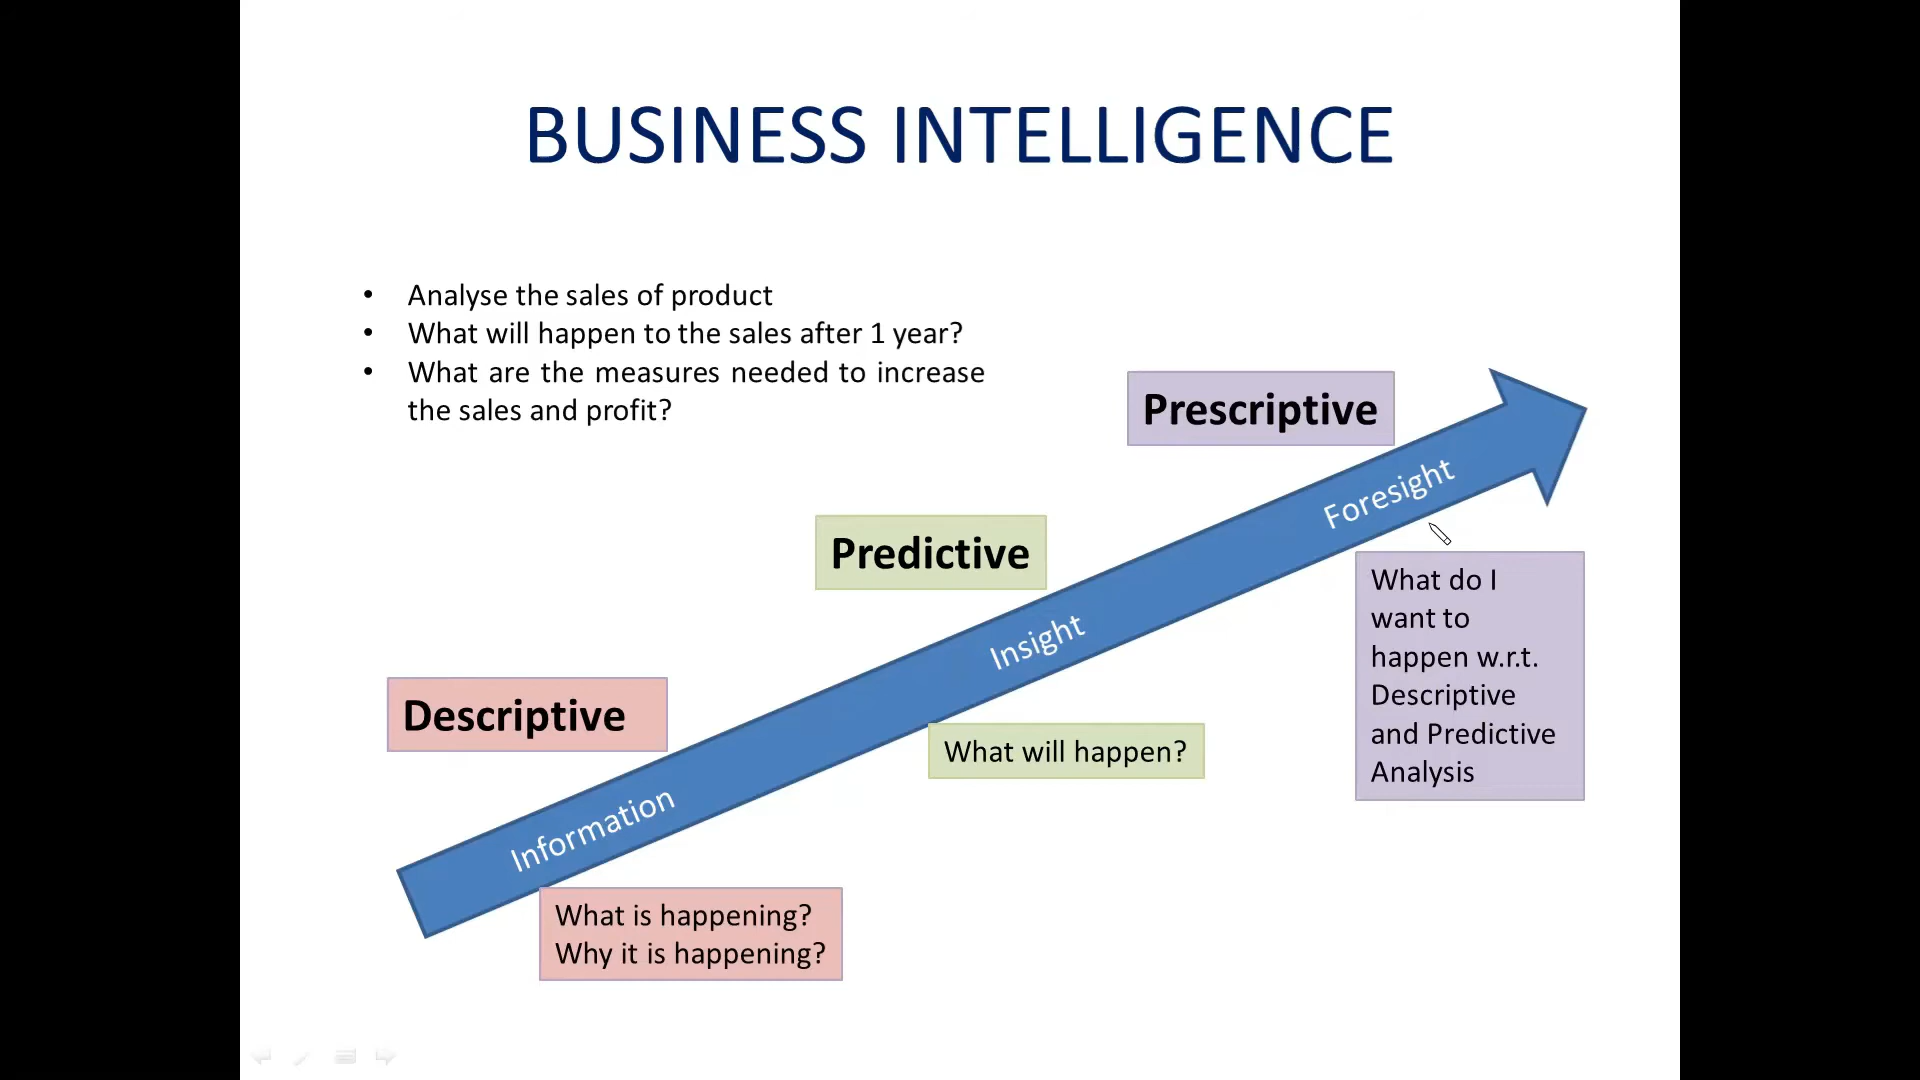 BUSINESS INTELLIGENCE
• Analyse the sales of product
• What will happen to the sales after 1 year?
• What are the measures needed to increase
the sales and profit?
Prescriptive
Foresight
What do I
want to
happen w.r.t.
Descriptive
and Predictive
Analysis
Predictive
Insight
What will happen?
Descriptive
Information
What is happening?
Why it is happening?